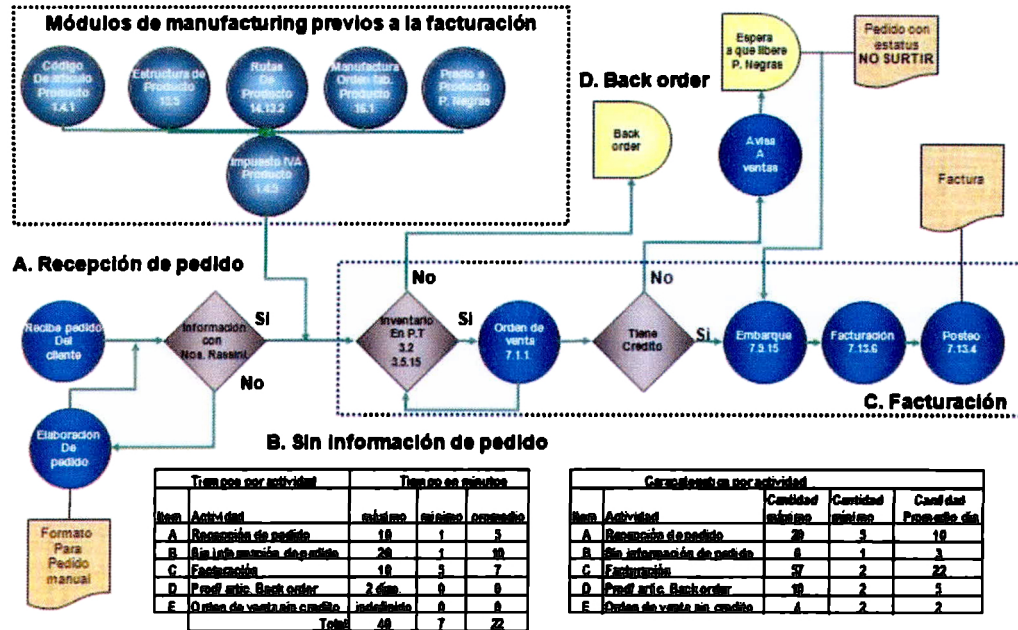 Módulos de manufacturing previos a la facturación
Código
De articulo
Producto
1.4.1
Estructura de
Producto
13.5
Rutas
De
Producto
14.13.2
Manufactura
Orden fab.
Producto
16.1
Precio a
Producto
P. Negras
Impuesto IVA
Producto
1.4.3
D. Back order
Back
order
Espera
a que libere
P. Negras
Pedido con
estatus
NO SURTIR
Avisa
A
ventas
Factura
A. Recepción de pedido
Recibe pedido
Del
cliente
Información
con
Nos. Rassini.
Si
No
Elaboración
De
pedido
Formato
Para
Pedido
manual
No
Inventario
En P.T
3.2
3.5.15
Si
Orden de
venta
7.1.1
No
Tiene
Credito
Si
Embarque
7.9.15
Facturación
7.13.6
Posteo
7.13.4
C. Facturación
B. Sin información de pedido
Tiempos por actividad Tiempo en minutos
Item Actividad máximo minimo promedio
A Recepción de pedido 10 1 5
B Sin información de pedido 20 1 10
C Facturación 10 5 7
D Prod/ artic. Back order 2 dias. 0 0
E Orden de venta sin credito indefinido 0 0
Total 40 7 22
Caracteristica por actividad
Item Actividad Cantidad máximo Cantidad minimo Cantidad Promedio dia
A Recepción de pedido 20 5 10
B Sin información de pedido 6 1 3
C Facturación 57 2 22
D Prod/ artic. Back order 10 2 5
E Orden de venta sin credito 4 2 2